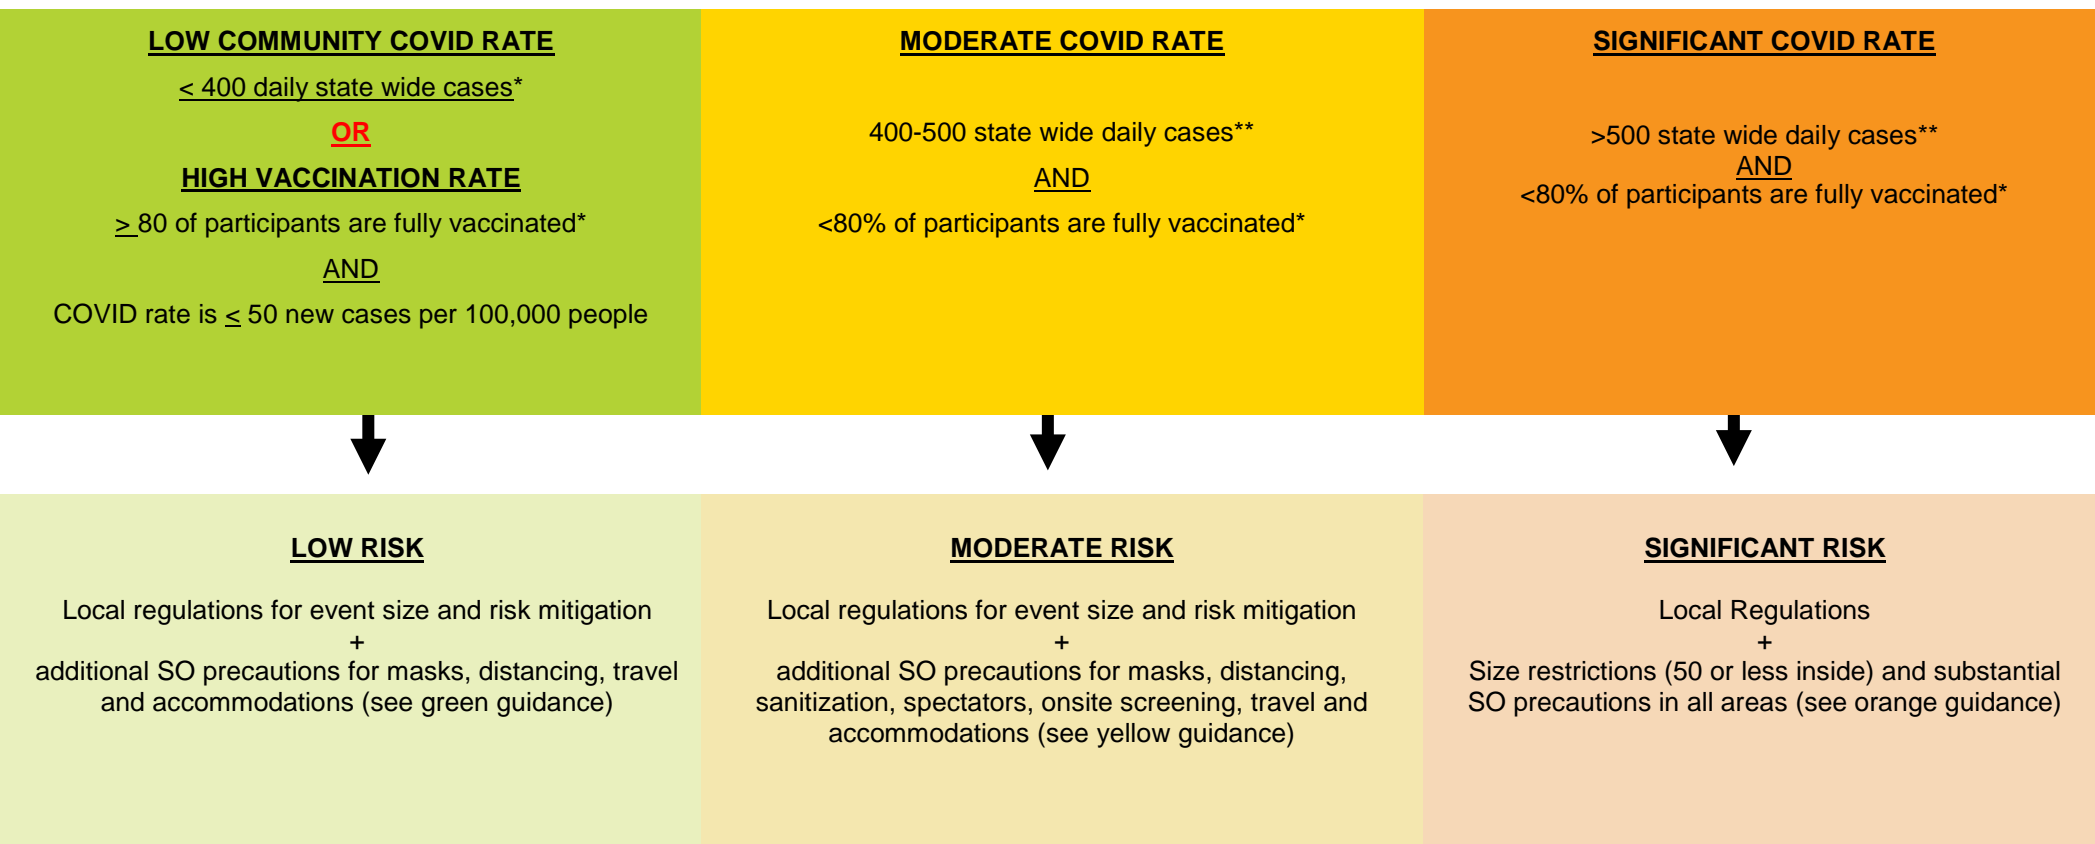 LOW COMMUNITY COVID RATE
< 400 daily state wide cases*
OR
HIGH VACCINATION RATE
> 80 of participants are fully vaccinated*
AND
COVID rate is < 50 new cases per 100,000 people
MODERATE COVID RATE
400-500 state wide daily cases**
AND
<80% of participants are fully vaccinated*
SIGNIFICANT COVID RATE
>500 state wide daily cases**
AND
<80% of participants are fully vaccinated*
LOW RISK
Local regulations for event size and risk mitigation
+
additional SO precautions for masks, distancing, travel
and accommodations (see green guidance)
MODERATE RISK
Local regulations for event size and risk mitigation
+
additional SO precautions for masks, distancing,
sanitization, spectators, onsite screening, travel and
accommodations (see yellow guidance)
SIGNIFICANT RISK
Local Regulations
+
Size restrictions (50 or less inside) and substantial
SO precautions in all areas (see orange guidance)